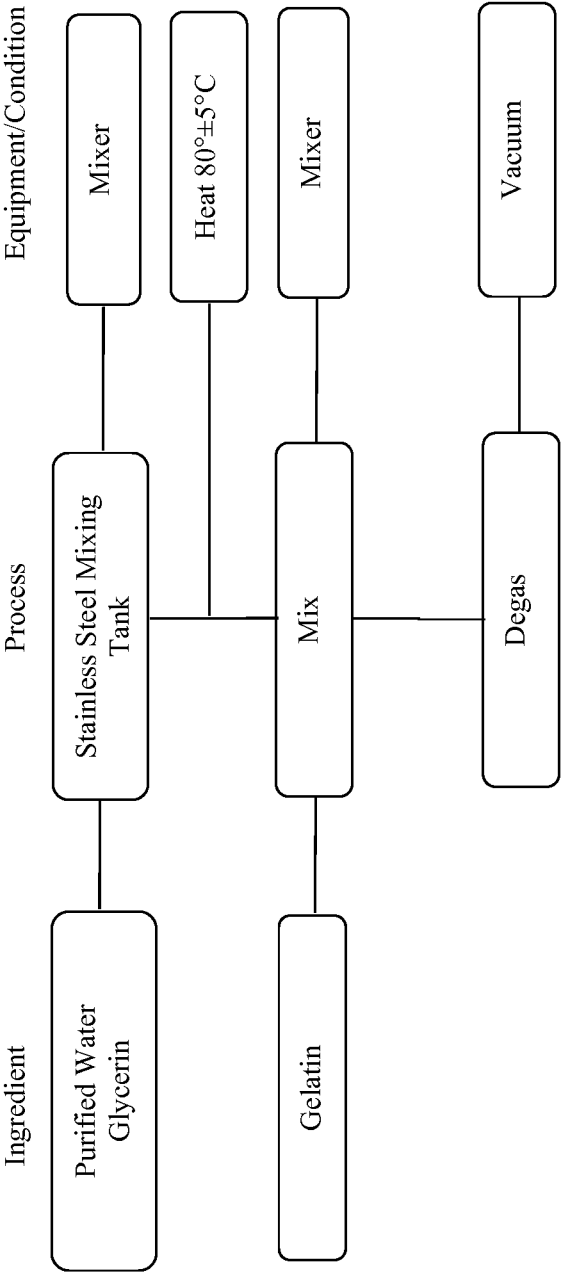 Ingredient
Process
Equipment/Condition
Purified Water
Glycerin
Stainless Steel Mixing
Tank
Mixer
Heat 80°±5°C
Gelatin
Mix
Mixer
Degas
Vacuum